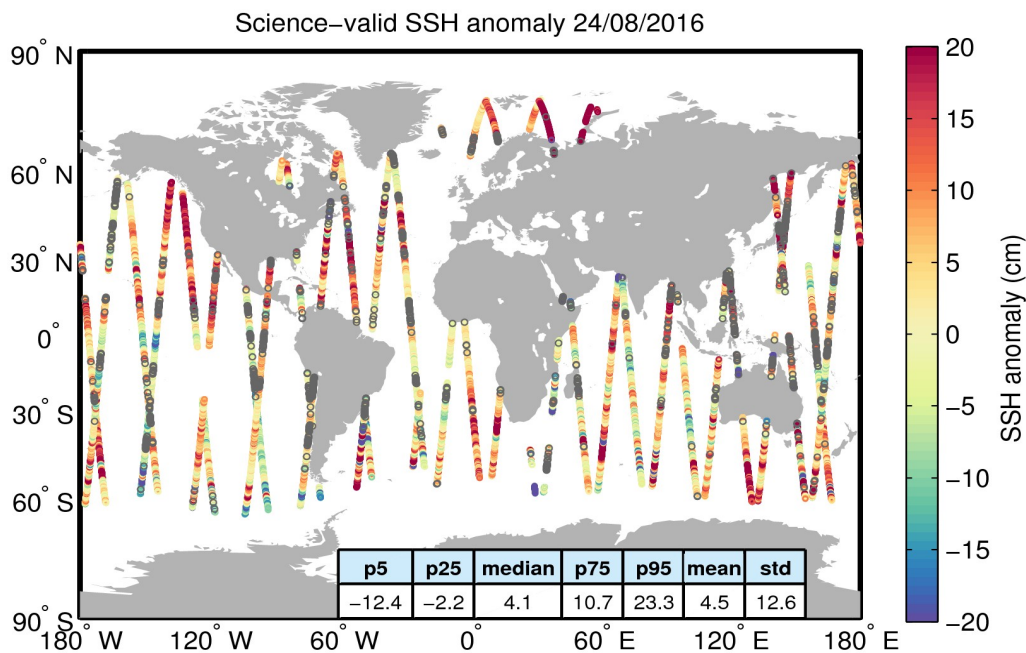 Science−valid SSH anomaly 24/08/2016
90° N
60° N
30° N
0°
30° S
60° S
90° S
180° W
120° W
60° W
0°
60° E
120° E
180° E
p5 p25 median p75 p95 mean std
−12.4 −2.2 4.1 10.7 23.3 4.5 12.6
20
15
10
5
0
−5
−10
−15
−20
SSH anomaly (cm)